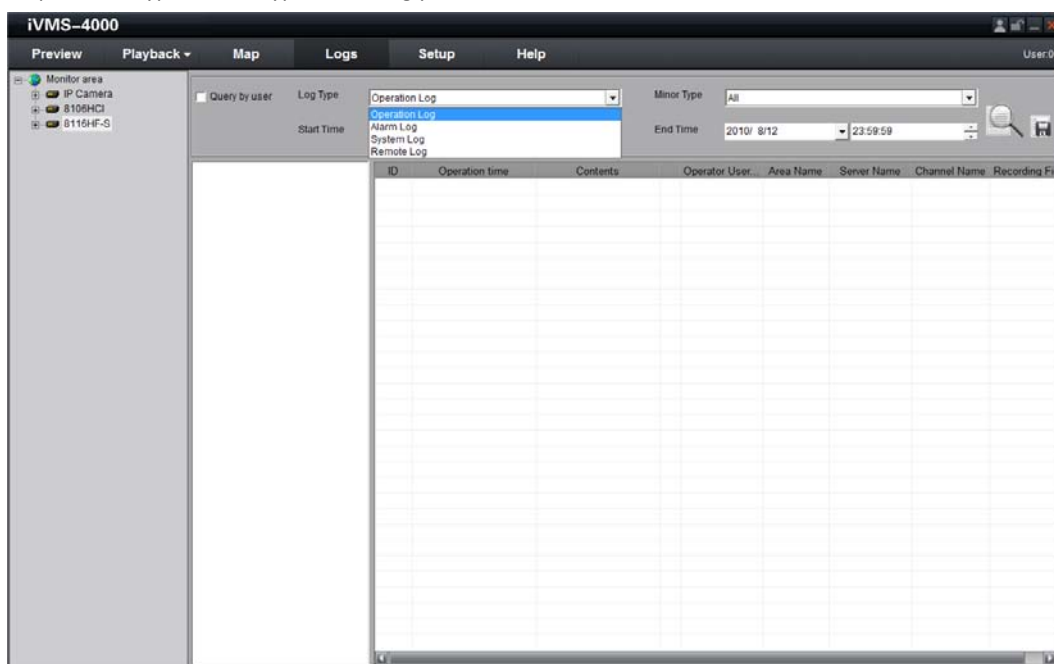 iVMS-4000
Preview Playback Map Logs Setup Help User:0
Monitor area
IP Camera
8106HCI
8116HF-S
Query by user Log Type Operation Log Minor Type All
Operation Log
Alarm Log
System Log
Remote Log
Start Time End Time 2010/ 8/12 23:59:59
ID Operation time Contents Operator User... Area Name Server Name Channel Name Recording Fi